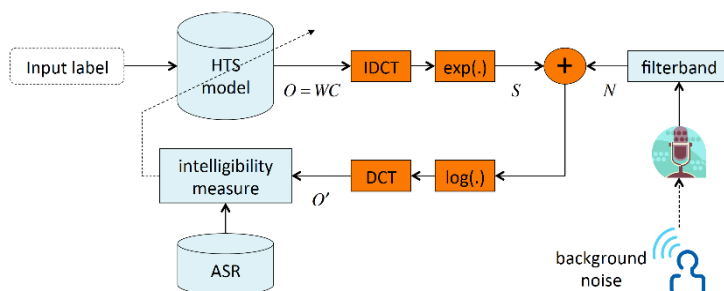 Input label
HTS
model
O = WC
IDCT
exp(.)
S
+
N
filterband
intelligibility
measure
O'
DCT
log(.)
ASR
background
noise